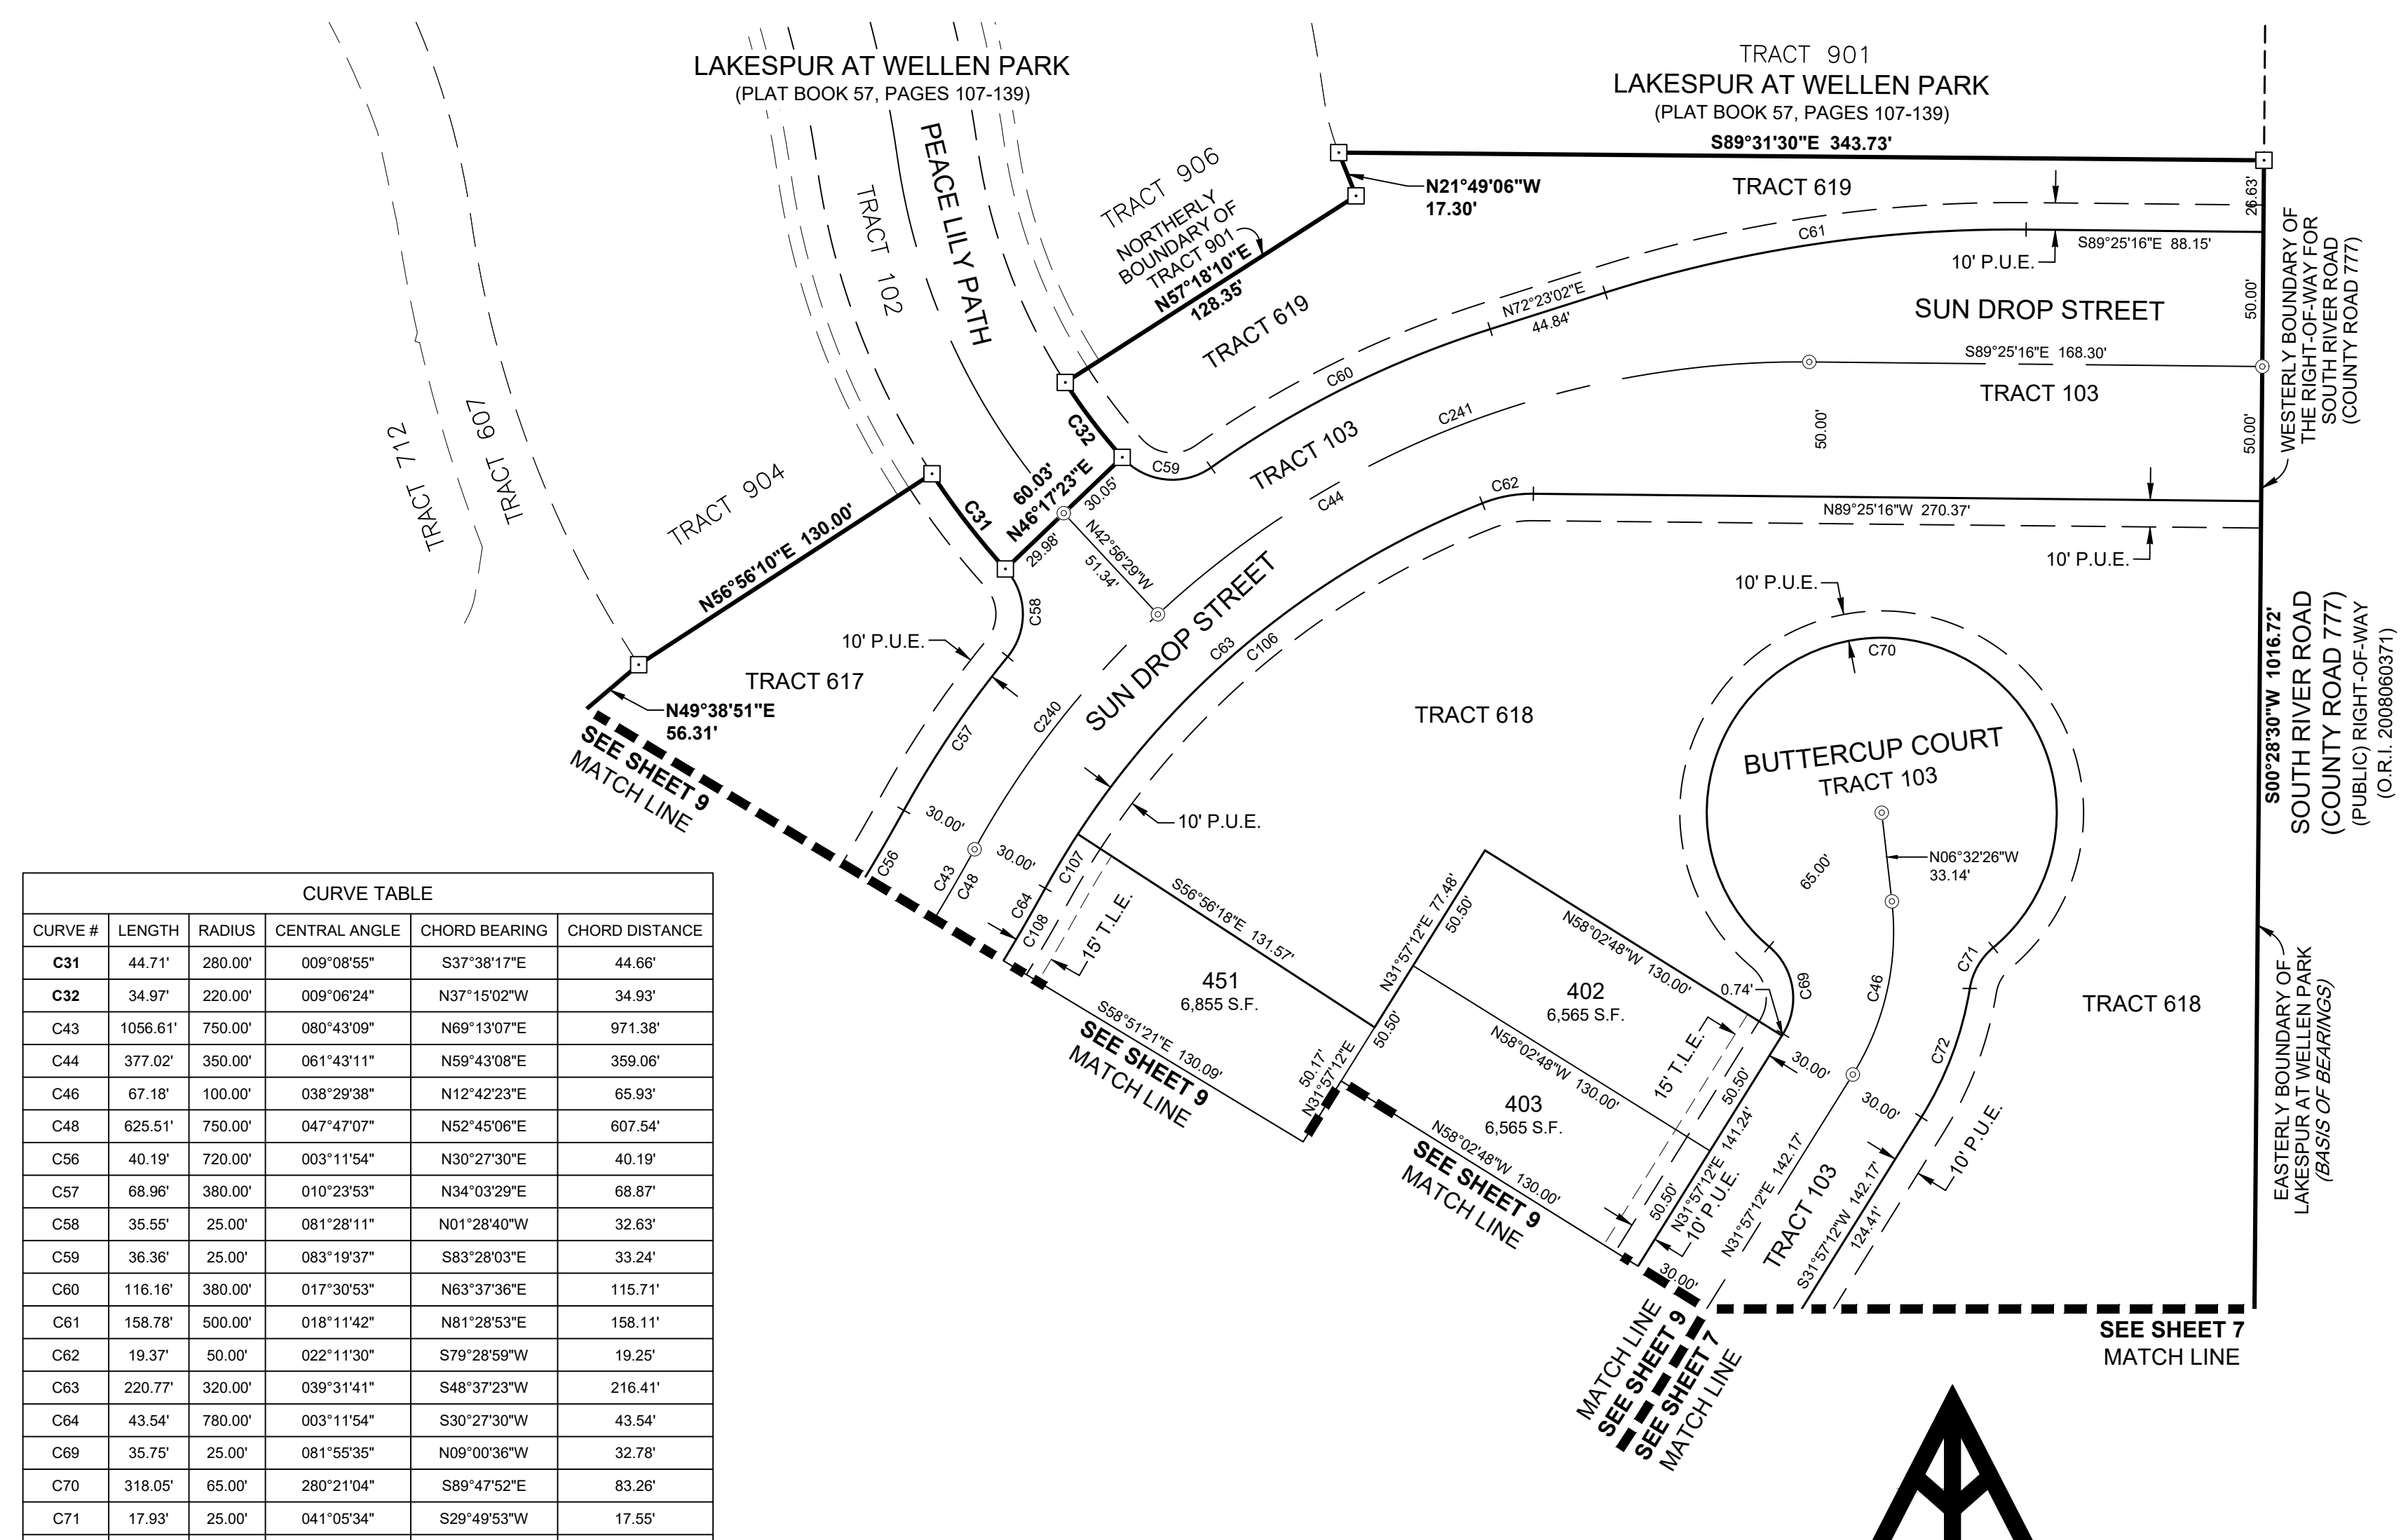 LAKESPUR AT WELLEN PARK
(PLAT BOOK 57, PAGES 107-139)
TRACT 901
LAKESPUR AT WELLEN PARK
(PLAT BOOK 57, PAGES 107-139)
S89°31'30"E 343.73'
PEACE LILY PATH
TRACT 102
TRACT 906
NORTHERLY
BOUNDARY OF
TRACT 901
N57°18'10"E
128.35'
N21°49'06"W
17.30'
TRACT 619
TRACT 619
26.63'
C61
S89°25'16"E 88.15'
10' P.U.E.
N72°23'02"E
44.84'
SUN DROP STREET
50.00'
WESTERLY BOUNDARY OF
THE RIGHT-OF-WAY FOR
SOUTH RIVER ROAD
(COUNTY ROAD 777)
S89°25'16"E 168.30'
TRACT 103
50.00'
50.00'
C60
C241
C32
C59
TRACT 103
C44
C62
N89°25'16"W 270.37'
10' P.U.E.
TRACT 712
TRACT 607
TRACT 904
N56°56'10"E 130.00'
C31
60.03'
N46°17'23"E
30.05'
29.98'
N42°56'29"W
51.34'
C58
10' P.U.E.
TRACT 617
N49°38'51"E
56.31'
SEE SHEET 9
MATCH LINE
C57
C240
SUN DROP STREET
C63
C106
10' P.U.E.
TRACT 618
10' P.U.E.
C70
BUTTERCUP COURT
TRACT 103
65.00'
N06°32'26"W
33.14'
S00°28'30"W 1016.72'
SOUTH RIVER ROAD
(COUNTY ROAD 777)
(PUBLIC) RIGHT-OF-WAY
(O.R.I. 2008060371)
30.00'
30.00'
C56
C43
C48
C64
C107
C108
15' T.L.E.
S56°56'18"E 131.57'
451
6,855 S.F.
S58°51'21"E 130.09'
SEE SHEET 9
MATCH LINE
N31°57'12"E 77.48'
50.50'
50.50'
50.17'
N31°57'12"E
N58°02'48"W 130.00'
402
6,565 S.F.
0.74'
N58°02'48"W 130.00'
15' T.L.E.
403
6,565 S.F.
N58°02'48"W 130.00'
SEE SHEET 9
MATCH LINE
C69
C46
C71
C72
30.00'
30.00'
50.50'
50.50'
N31°57'12"E 141.24'
10' P.U.E.
30.00'
N31°57'12"E 142.17'
TRACT 103
S31°57'12"W 142.17'
124.41'
10' P.U.E.
TRACT 618
EASTERLY BOUNDARY OF
LAKESPUR AT WELLEN PARK
(BASIS OF BEARINGS)
SEE SHEET 7
MATCH LINE
MATCH LINE
SEE SHEET 9
SEE SHEET 7
MATCH LINE
CURVE TABLE
CURVE # LENGTH RADIUS CENTRAL ANGLE CHORD BEARING CHORD DISTANCE
C31 44.71' 280.00' 009°08'55" S37°38'17"E 44.66'
C32 34.97' 220.00' 009°06'24" N37°15'02"W 34.93'
C43 1056.61' 750.00' 080°43'09" N69°13'07"E 971.38'
C44 377.02' 350.00' 061°43'11" N59°43'08"E 359.06'
C46 67.18' 100.00' 038°29'38" N12°42'23"E 65.93'
C48 625.51' 750.00' 047°47'07" N52°45'06"E 607.54'
C56 40.19' 720.00' 003°11'54" N30°27'30"E 40.19'
C57 68.96' 380.00' 010°23'53" N34°03'29"E 68.87'
C58 35.55' 25.00' 081°28'11" N01°28'40"W 32.63'
C59 36.36' 25.00' 083°19'37" S83°28'03"E 33.24'
C60 116.16' 380.00' 017°30'53" N63°37'36"E 115.71'
C61 158.78' 500.00' 018°11'42" N81°28'53"E 158.11'
C62 19.37' 50.00' 022°11'30" S79°28'59"W 19.25'
C63 220.77' 320.00' 039°31'41" S48°37'23"W 216.41'
C64 43.54' 780.00' 003°11'54" S30°27'30"W 43.54'
C69 35.75' 25.00' 081°55'35" N09°00'36"W 32.78'
C70 318.05' 65.00' 280°21'04" S89°47'52"E 83.26'
C71 17.93' 25.00' 041°05'34" S29°49'53"W 17.55'